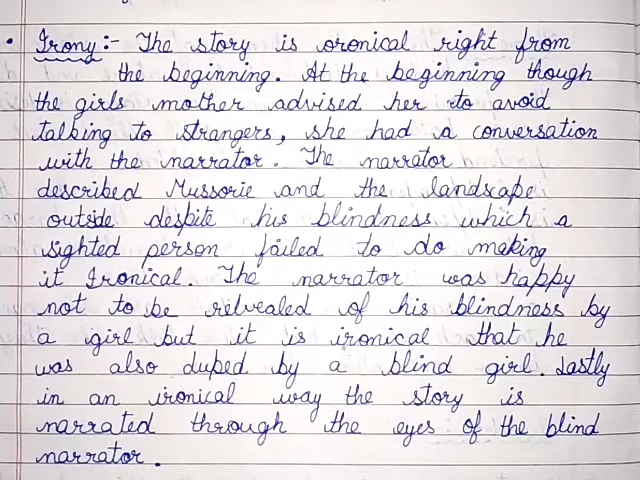 • Irony :- The story is oronical right from
the beginning. At the beginning though
the girls mother advised her to avoid
talking to strangers, she had a conversation
with the narrator. The narrator
described Mussorie and the landscape
outside despite his blindness which a
sighted person failed to do making
it Ironical. The narrator was happy
not to be rilvealed of his blindness by
a girl but it is ironical that he
was also duped by a blind girl. Lastly
in an ironical way the story is
narrated through the eyes of the blind
narrator.